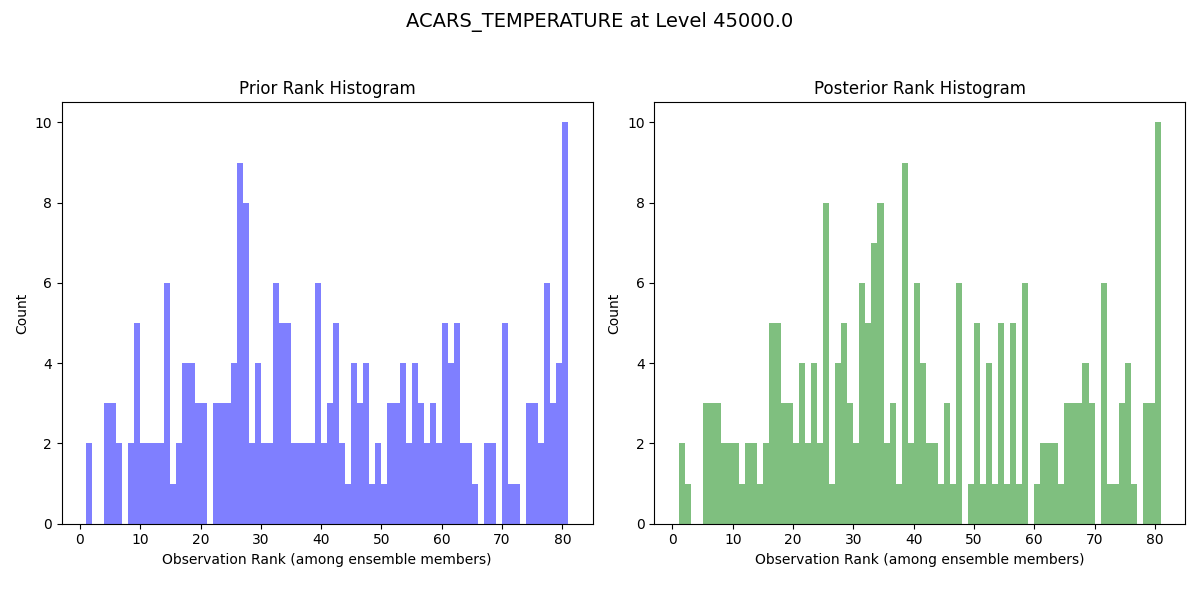 ACARS_TEMPERATURE at Level 45000.0
Prior Rank Histogram
Count
10
8
6
4
2
0
0 10 20 30 40 50 60 70 80
Observation Rank (among ensemble members)
Posterior Rank Histogram
Count
10
8
6
4
2
0
0 10 20 30 40 50 60 70 80
Observation Rank (among ensemble members)